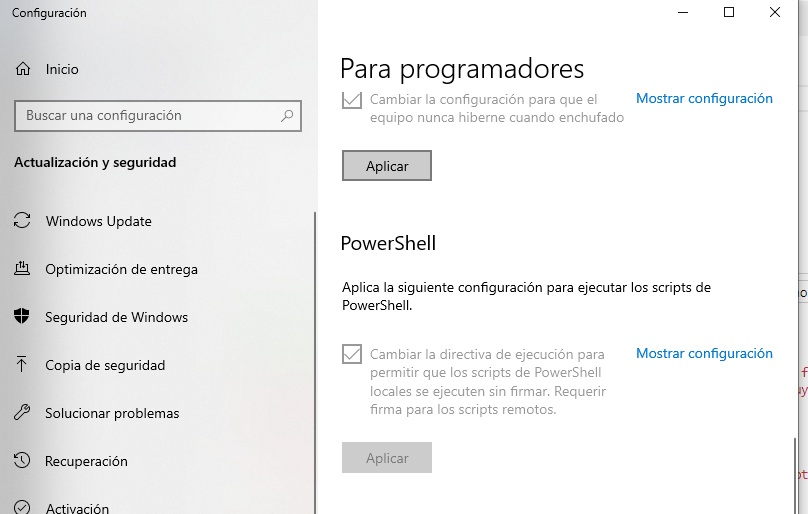 Configuración
Inicio
Buscar una configuración
Actualización y seguridad
Windows Update
Optimización de entrega
Seguridad de Windows
Copia de seguridad
Solucionar problemas
Recuperación
Activación
Para programadores
Cambiar la configuración para que el
equipo nunca hiberne cuando enchufado
Mostrar configuración
Aplicar
PowerShell
Aplica la siguiente configuración para ejecutar los scripts de
PowerShell.
Cambiar la directiva de ejecución para
permitir que los scripts de PowerShell
locales se ejecuten sin firmar. Requerir
firma para los scripts remotos.
Mostrar configuración
Aplicar